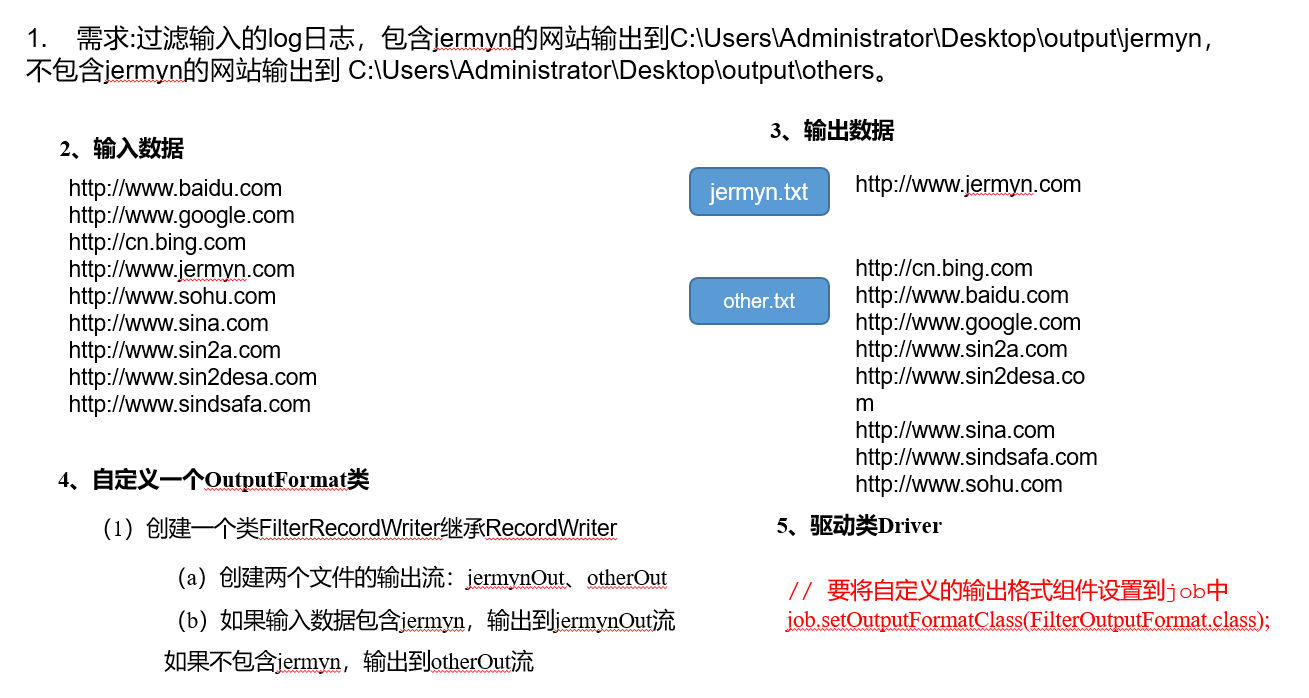 1. 需求:过滤输入的log日志，包含jermyn的网站输出到C:\Users\Administrator\Desktop\output\jermyn，
不包含jermyn的网站输出到 C:\Users\Administrator\Desktop\output\others。
2、输入数据
http://www.baidu.com
http://www.google.com
http://cn.bing.com
http://www.jermyn.com
http://www.sohu.com
http://www.sina.com
http://www.sin2a.com
http://www.sin2desa.com
http://www.sindsafa.com
3、输出数据
jermyn.txt
http://www.jermyn.com
other.txt
http://cn.bing.com
http://www.baidu.com
http://www.google.com
http://www.sin2a.com
http://www.sin2desa.co
m
http://www.sina.com
http://www.sindsafa.com
http://www.sohu.com
4、自定义一个OutputFormat类
（1）创建一个类FilterRecordWriter继承RecordWriter
（a）创建两个文件的输出流：jermynOut、otherOut
（b）如果输入数据包含jermyn，输出到jermynOut流
如果不包含jermyn，输出到otherOut流
5、驱动类Driver
// 要将自定义的输出格式组件设置到job中
job.setOutputFormatClass(FilterOutputFormat.class);